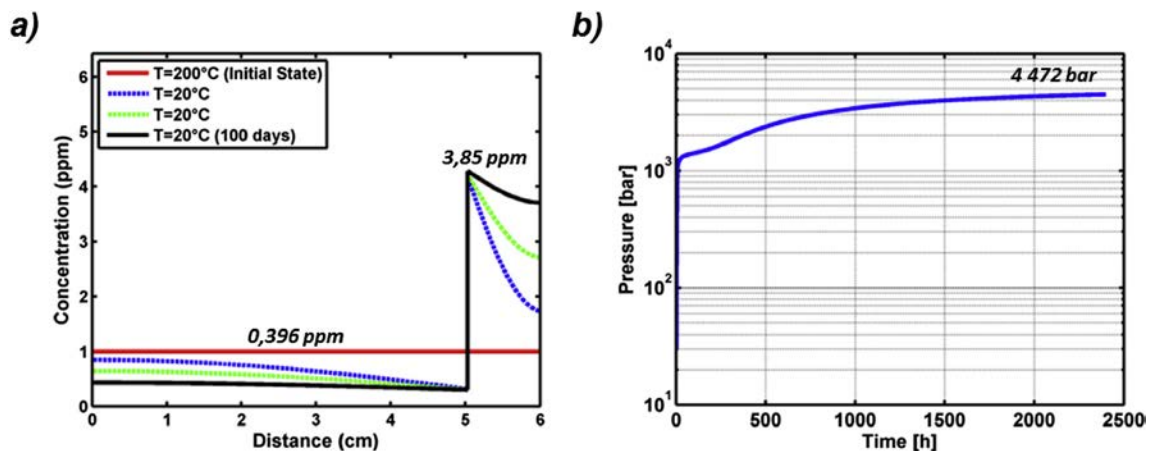 a)
6
5
4
3
2
1
0
Concentration (ppm)
T=200°C (Initial State)
T=20°C
T=20°C
T=20°C (100 days)
3,85 ppm
0,396 ppm
0 1 2 3 4 5 6
Distance (cm)
b)
10⁴
10³
10²
10¹
Pressure [bar]
4 472 bar
0 500 1000 1500 2000 2500
Time [h]